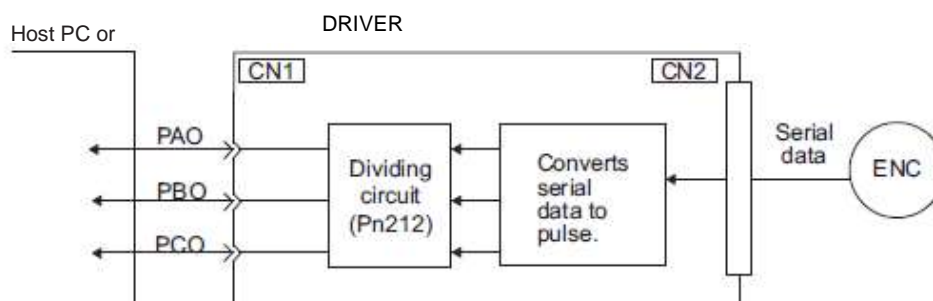 DRIVER
Host PC or
CN1
CN2
PAO
PBO
PCO
Dividing
circuit
(Pn212)
Converts
serial
data to
pulse.
Serial
data
ENC